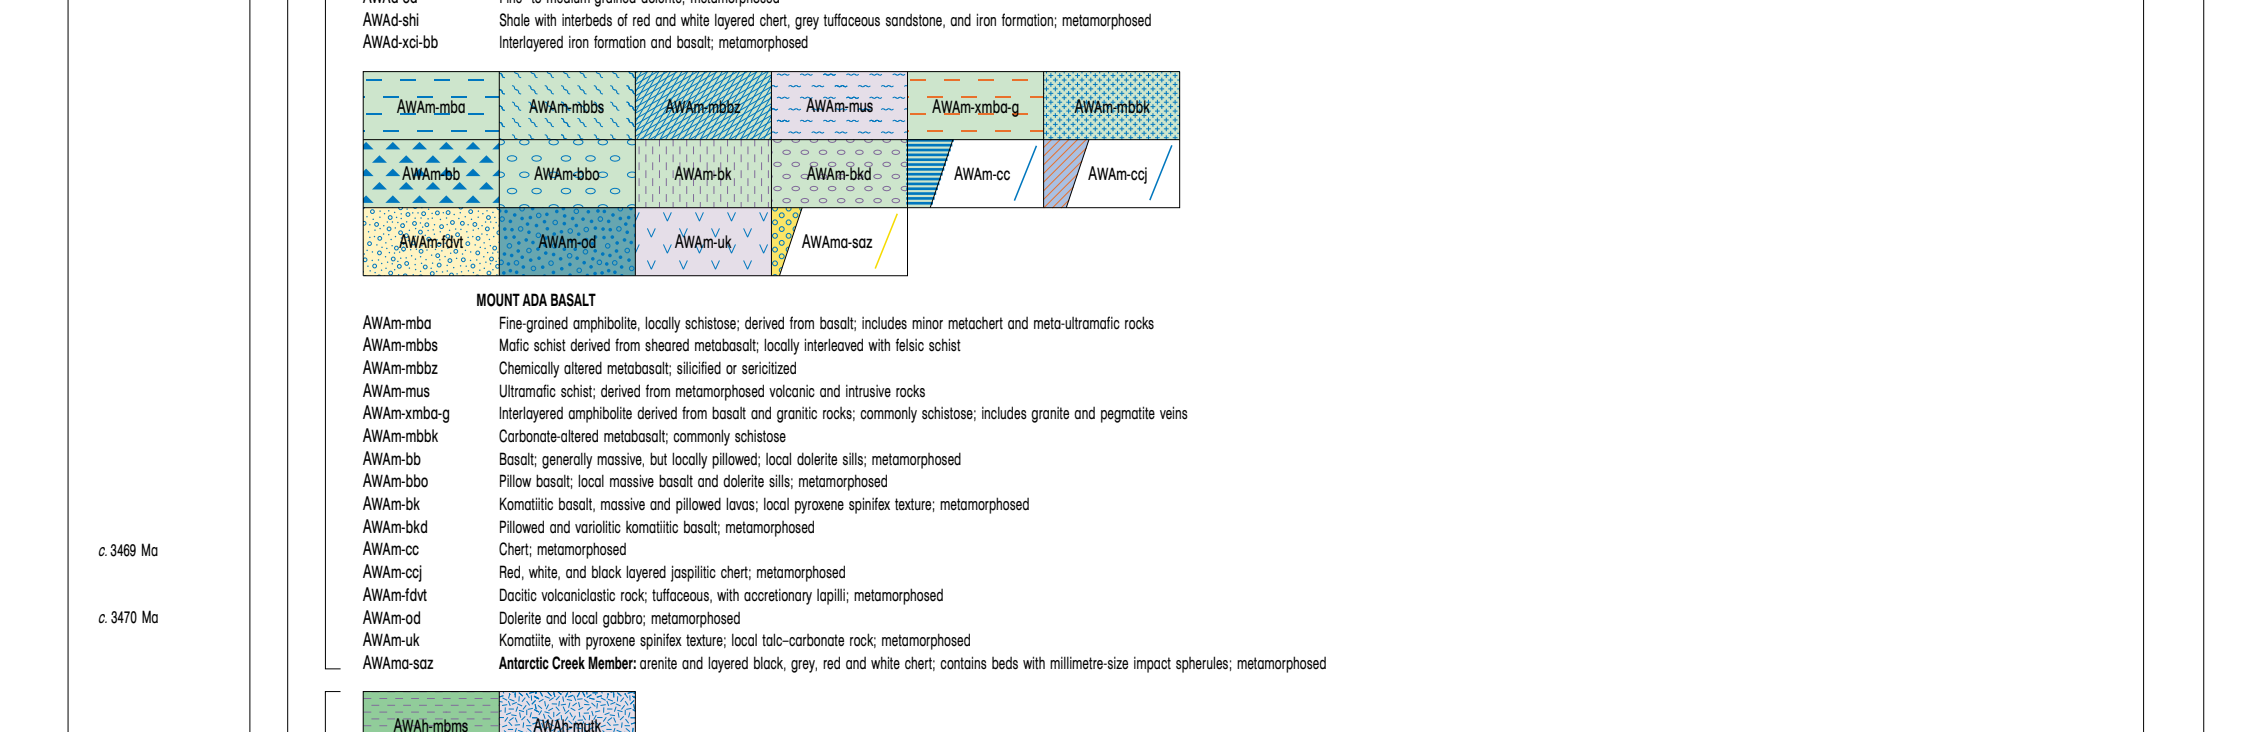 AWAd-shi Shale with interbeds of red and white layered chert, grey tuffaceous sandstone, and iron formation; metamorphosed
AWAd-xci-bb Interlayered iron formation and basalt; metamorphosed
AWAm-mba AWAm-mbbs AWAm-mbbz AWAm-mus AWAm-xmba-g AWAm-mbbk
AWAm-bb AWAm-bbo AWAm-bk AWAm-bkd AWAm-cc AWAm-ccj
AWAm-fdvt AWAm-od AWAm-uk AWAma-saz
MOUNT ADA BASALT
AWAm-mba Fine-grained amphibolite, locally schistose; derived from basalt; includes minor metachert and meta-ultramafic rocks
AWAm-mbbs Mafic schist derived from sheared metabasalt; locally interleaved with felsic schist
AWAm-mbbz Chemically altered metabasalt; silicified or sericitized
AWAm-mus Ultramafic schist; derived from metamorphosed volcanic and intrusive rocks
AWAm-xmba-g Interlayered amphibolite derived from basalt and granitic rocks; commonly schistose; includes granite and pegmatite veins
AWAm-mbbk Carbonate-altered metabasalt; commonly schistose
AWAm-bb Basalt; generally massive, but locally pillowed; local dolerite sills; metamorphosed
AWAm-bbo Pillow basalt; local massive basalt and dolerite sills; metamorphosed
AWAm-bk Komatiitic basalt, massive and pillowed lavas; local pyroxene spinifex texture; metamorphosed
AWAm-bkd Pillowed and variolitic komatiitic basalt; metamorphosed
c. 3469 Ma AWAm-cc Chert; metamorphosed
AWAm-ccj Red, white, and black layered jaspilitic chert; metamorphosed
AWAm-fdvt Dacitic volcaniclastic rock; tuffaceous, with accretionary lapilli; metamorphosed
c. 3470 Ma AWAm-od Dolerite and local gabbro; metamorphosed
AWAm-uk Komatiite, with pyroxene spinifex texture; local talc–carbonate rock; metamorphosed
AWAma-saz Antarctic Creek Member: arenite and layered black, grey, red and white chert; contains beds with millimetre-size impact spherules; metamorphosed
AWAh-mbms AWAh-mutk